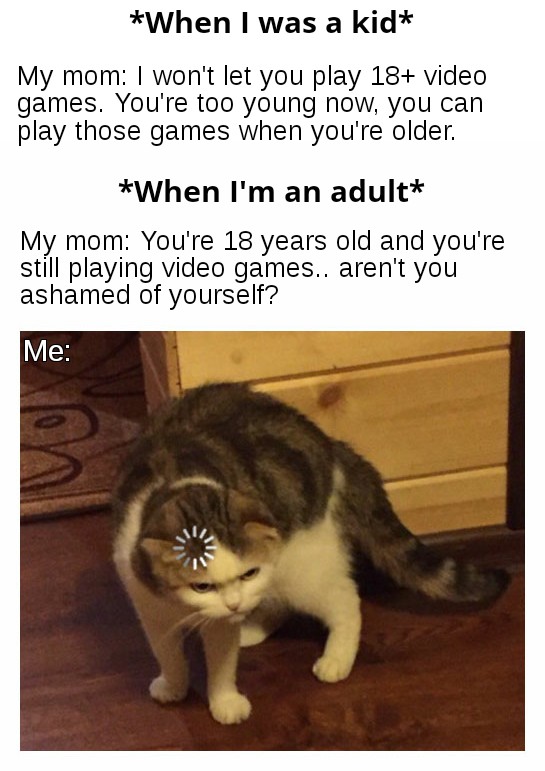 *When I was a kid*
My mom: I won't let you play 18+ video
games. You're too young now, you can
play those games when you're older.
*When I'm an adult*
My mom: You're 18 years old and you're
still playing video games.. aren't you
ashamed of yourself?
Me: